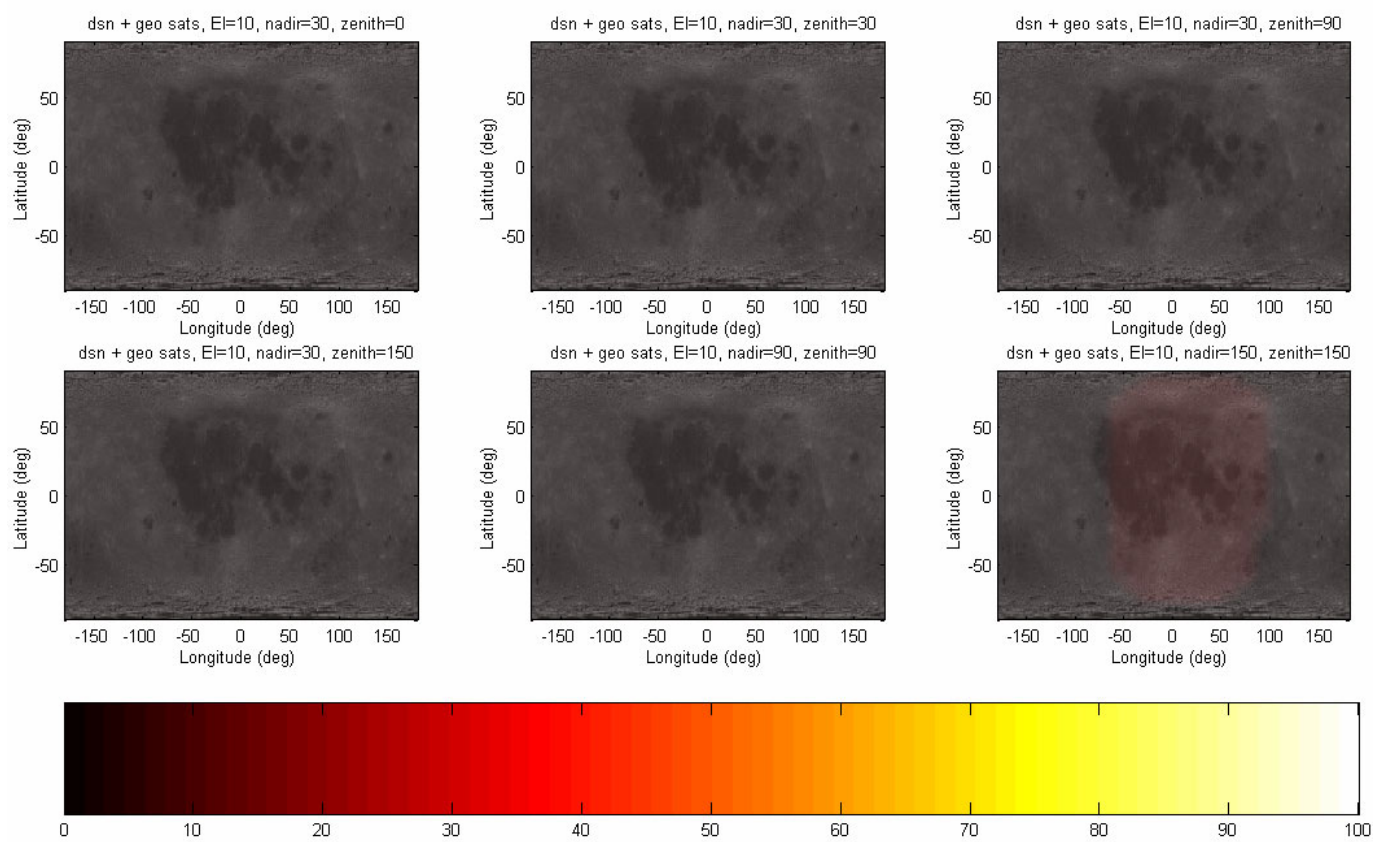 dsn + geo sats, El=10, nadir=30, zenith=0
dsn + geo sats, El=10, nadir=30, zenith=30
dsn + geo sats, El=10, nadir=30, zenith=90
Latitude (deg)
50
0
-50
-150 -100 -50 0 50 100 150
Longitude (deg)
Latitude (deg)
50
0
-50
-150 -100 -50 0 50 100 150
Longitude (deg)
Latitude (deg)
50
0
-50
-150 -100 -50 0 50 100 150
Longitude (deg)
dsn + geo sats, El=10, nadir=30, zenith=150
dsn + geo sats, El=10, nadir=90, zenith=90
dsn + geo sats, El=10, nadir=150, zenith=150
Latitude (deg)
50
0
-50
-150 -100 -50 0 50 100 150
Longitude (deg)
Latitude (deg)
50
0
-50
-150 -100 -50 0 50 100 150
Longitude (deg)
Latitude (deg)
50
0
-50
-150 -100 -50 0 50 100 150
Longitude (deg)
0 10 20 30 40 50 60 70 80 90 100